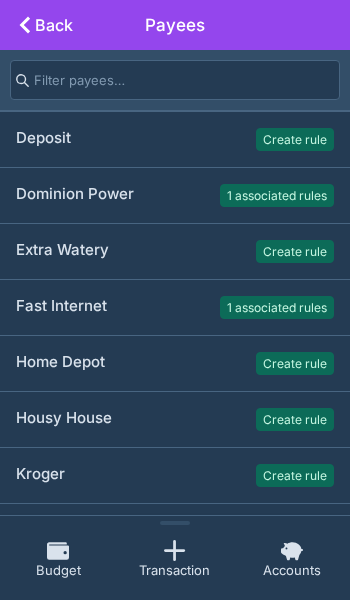 Back
Payees
Filter payees...
Deposit
Create rule
Dominion Power
1 associated rules
Extra Watery
Create rule
Fast Internet
1 associated rules
Home Depot
Create rule
Housy House
Create rule
Kroger
Create rule
Budget
Transaction
Accounts